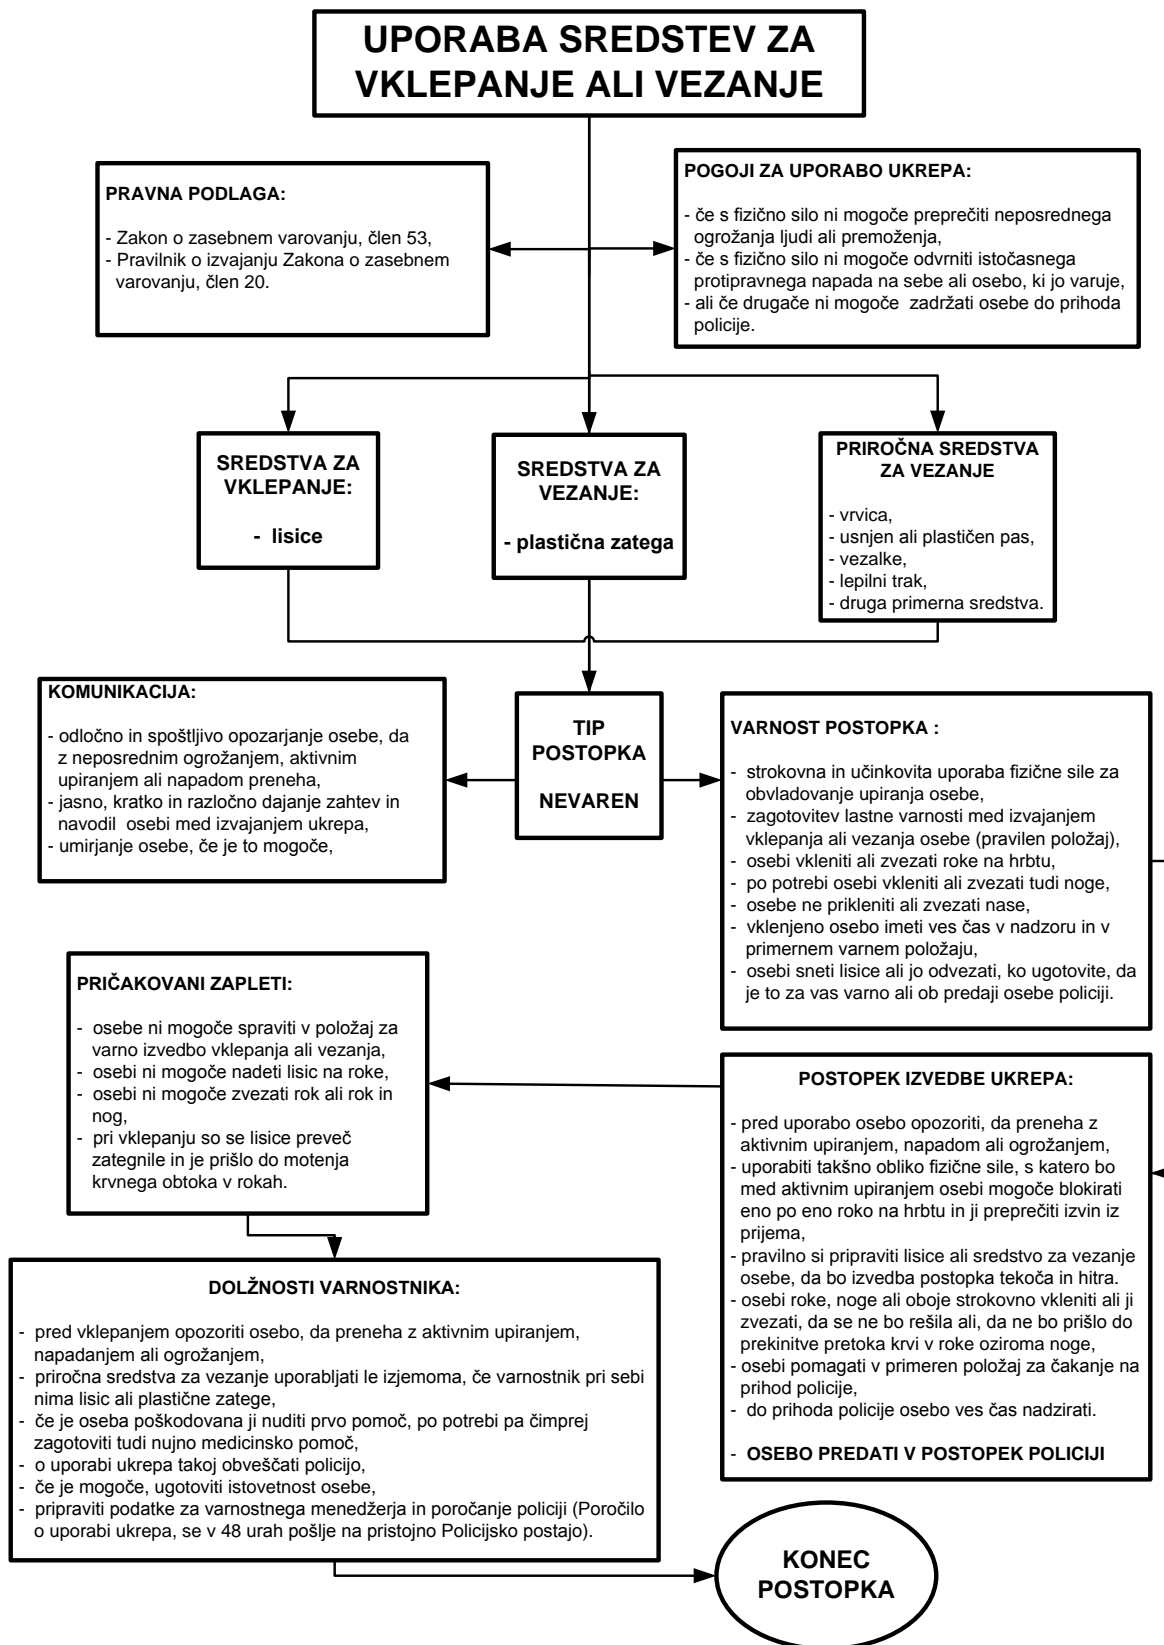 UPORABA SREDSTEV ZA
VKLEPANJE ALI VEZANJE
PRAVNA PODLAGA:
- Zakon o zasebnem varovanju, člen 53,
- Pravilnik o izvajanju Zakona o zasebnem
varovanju, člen 20.
POGOJI ZA UPORABO UKREPA:
- če s fizično silo ni mogoče preprečiti neposrednega
ogrožanja ljudi ali premoženja,
- če s fizično silo ni mogoče odvrniti istočasnega
protipravnega napada na sebe ali osebo, ki jo varuje,
- ali če drugače ni mogoče zadržati osebe do prihoda
policije.
SREDSTVA ZA
VKLEPANJE:
- lisice
SREDSTVA ZA
VEZANJE:
- plastična zatega
PRIROČNA SREDSTVA
ZA VEZANJE
- vrvica,
- usnjen ali plastičen pas,
- vezalke,
- lepilni trak,
- druga primerna sredstva.
KOMUNIKACIJA:
- odločno in spoštljivo opozarjanje osebe, da
z neposrednim ogrožanjem, aktivnim
upiranjem ali napadom preneha,
- jasno, kratko in razločno dajanje zahtev in
navodil osebi med izvajanjem ukrepa,
- umirjanje osebe, če je to mogoče,
TIP
POSTOPKA
NEVAREN
VARNOST POSTOPKA :
- strokovna in učinkovita uporaba fizične sile za
obvladovanje upiranja osebe,
- zagotovitev lastne varnosti med izvajanjem
vklepanja ali vezanja osebe (pravilen položaj),
- osebi vkleniti ali zvezati roke na hrbtu,
- po potrebi osebi vkleniti ali zvezati tudi noge,
- osebe ne prikleniti ali zvezati nase,
- vklenjeno osebo imeti ves čas v nadzoru in v
primernem varnem položaju,
- osebi sneti lisice ali jo odvezati, ko ugotovite, da
je to za vas varno ali ob predaji osebe policiji.
PRIČAKOVANI ZAPLETI:
- osebe ni mogoče spraviti v položaj za
varno izvedbo vklepanja ali vezanja,
- osebi ni mogoče nadeti lisic na roke,
- osebi ni mogoče zvezati rok ali rok in
nog,
- pri vklepanju so se lisice preveč
zategnile in je prišlo do motenja
krvnega obtoka v rokah.
POSTOPEK IZVEDBE UKREPA:
- pred uporabo osebo opozoriti, da preneha z
aktivnim upiranjem, napadom ali ogrožanjem,
- uporabiti takšno obliko fizične sile, s katero bo
med aktivnim upiranjem osebi mogoče blokirati
eno po eno roko na hrbtu in ji preprečiti izvin iz
prijema,
- pravilno si pripraviti lisice ali sredstvo za vezanje
osebe, da bo izvedba postopka tekoča in hitra.
- osebi roke, noge ali oboje strokovno vkleniti ali ji
zvezati, da se ne bo rešila ali, da ne bo prišlo do
prekinitve pretoka krvi v roke oziroma noge,
- osebi pomagati v primeren položaj za čakanje na
prihod policije,
- do prihoda policije osebo ves čas nadzirati.
- OSEBO PREDATI V POSTOPEK POLICIJI
DOLŽNOSTI VARNOSTNIKA:
- pred vklepanjem opozoriti osebo, da preneha z aktivnim upiranjem,
napadanjem ali ogrožanjem,
- priročna sredstva za vezanje uporabljati le izjemoma, če varnostnik pri sebi
nima lisic ali plastične zatege,
- če je oseba poškodovana ji nuditi prvo pomoč, po potrebi pa čimprej
zagotoviti tudi nujno medicinsko pomoč,
- o uporabi ukrepa takoj obveščati policijo,
- če je mogoče, ugotoviti istovetnost osebe,
- pripraviti podatke za varnostnega menedžerja in poročanje policiji (Poročilo
o uporabi ukrepa, se v 48 urah pošlje na pristojno Policijsko postajo).
KONEC
POSTOPKA